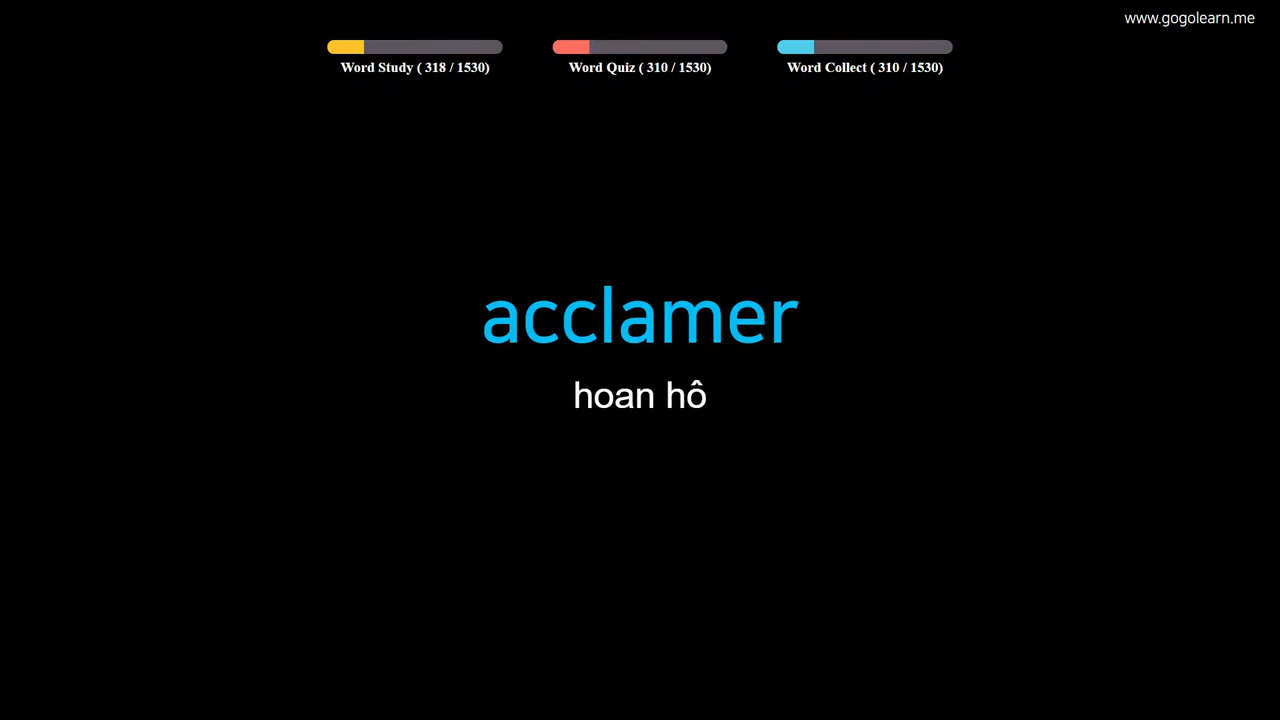 www.gogolearn.me
Word Study ( 318 / 1530)
Word Quiz ( 310 / 1530)
Word Collect ( 310 / 1530)
acclamer
hoan hô